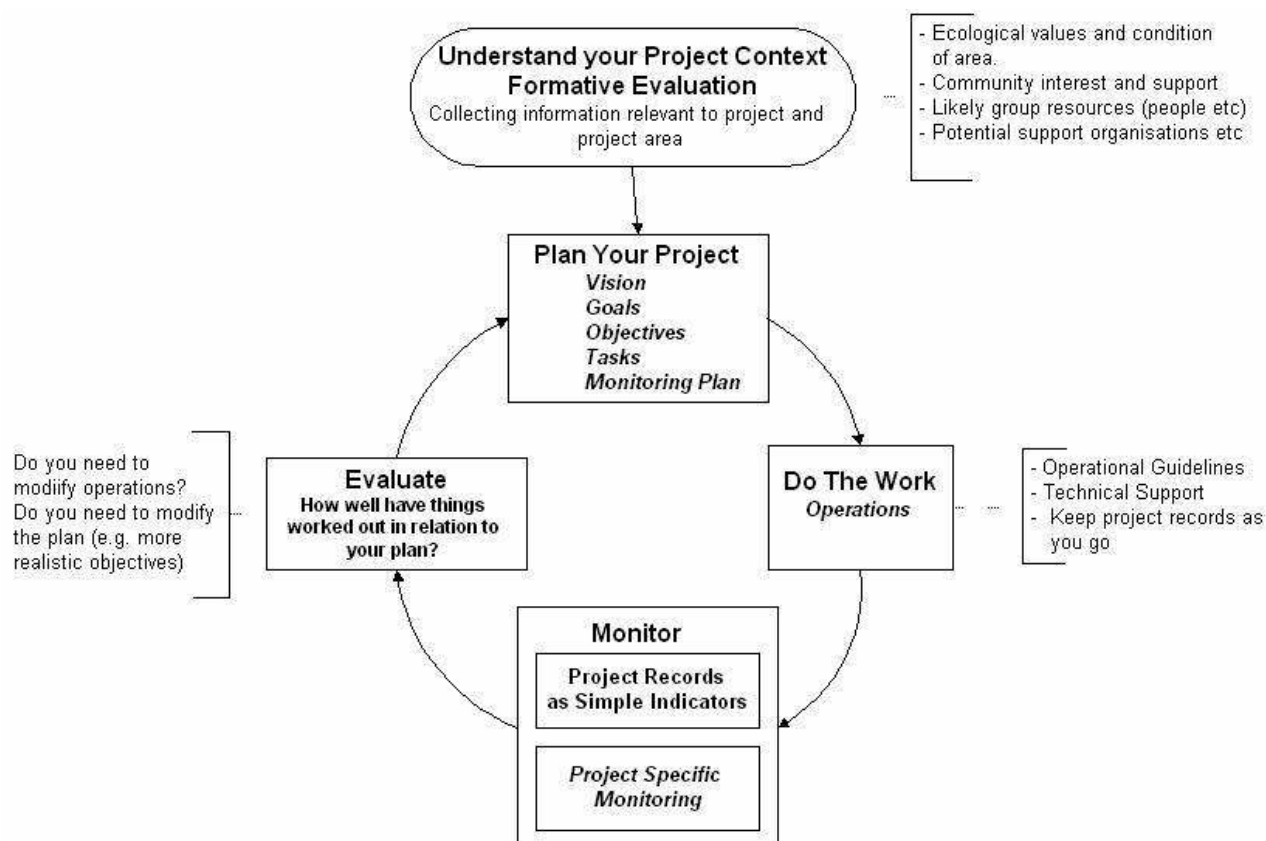 Understand your Project Context
Formative Evaluation
Collecting information relevant to project and
project area
- Ecological values and condition
of area.
- Community interest and support
- Likely group resources (people etc)
- Potential support organisations etc
Plan Your Project
Vision
Goals
Objectives
Tasks
Monitoring Plan
Do The Work
Operations
- Operational Guidelines
- Technical Support
- Keep project records as
you go
Monitor
Project Records
as Simple Indicators
Project Specific
Monitoring
Evaluate
How well have things
worked out in relation to
your plan?
Do you need to
modiify operations?
Do you need to modify
the plan (e.g. more
realistic objectives)